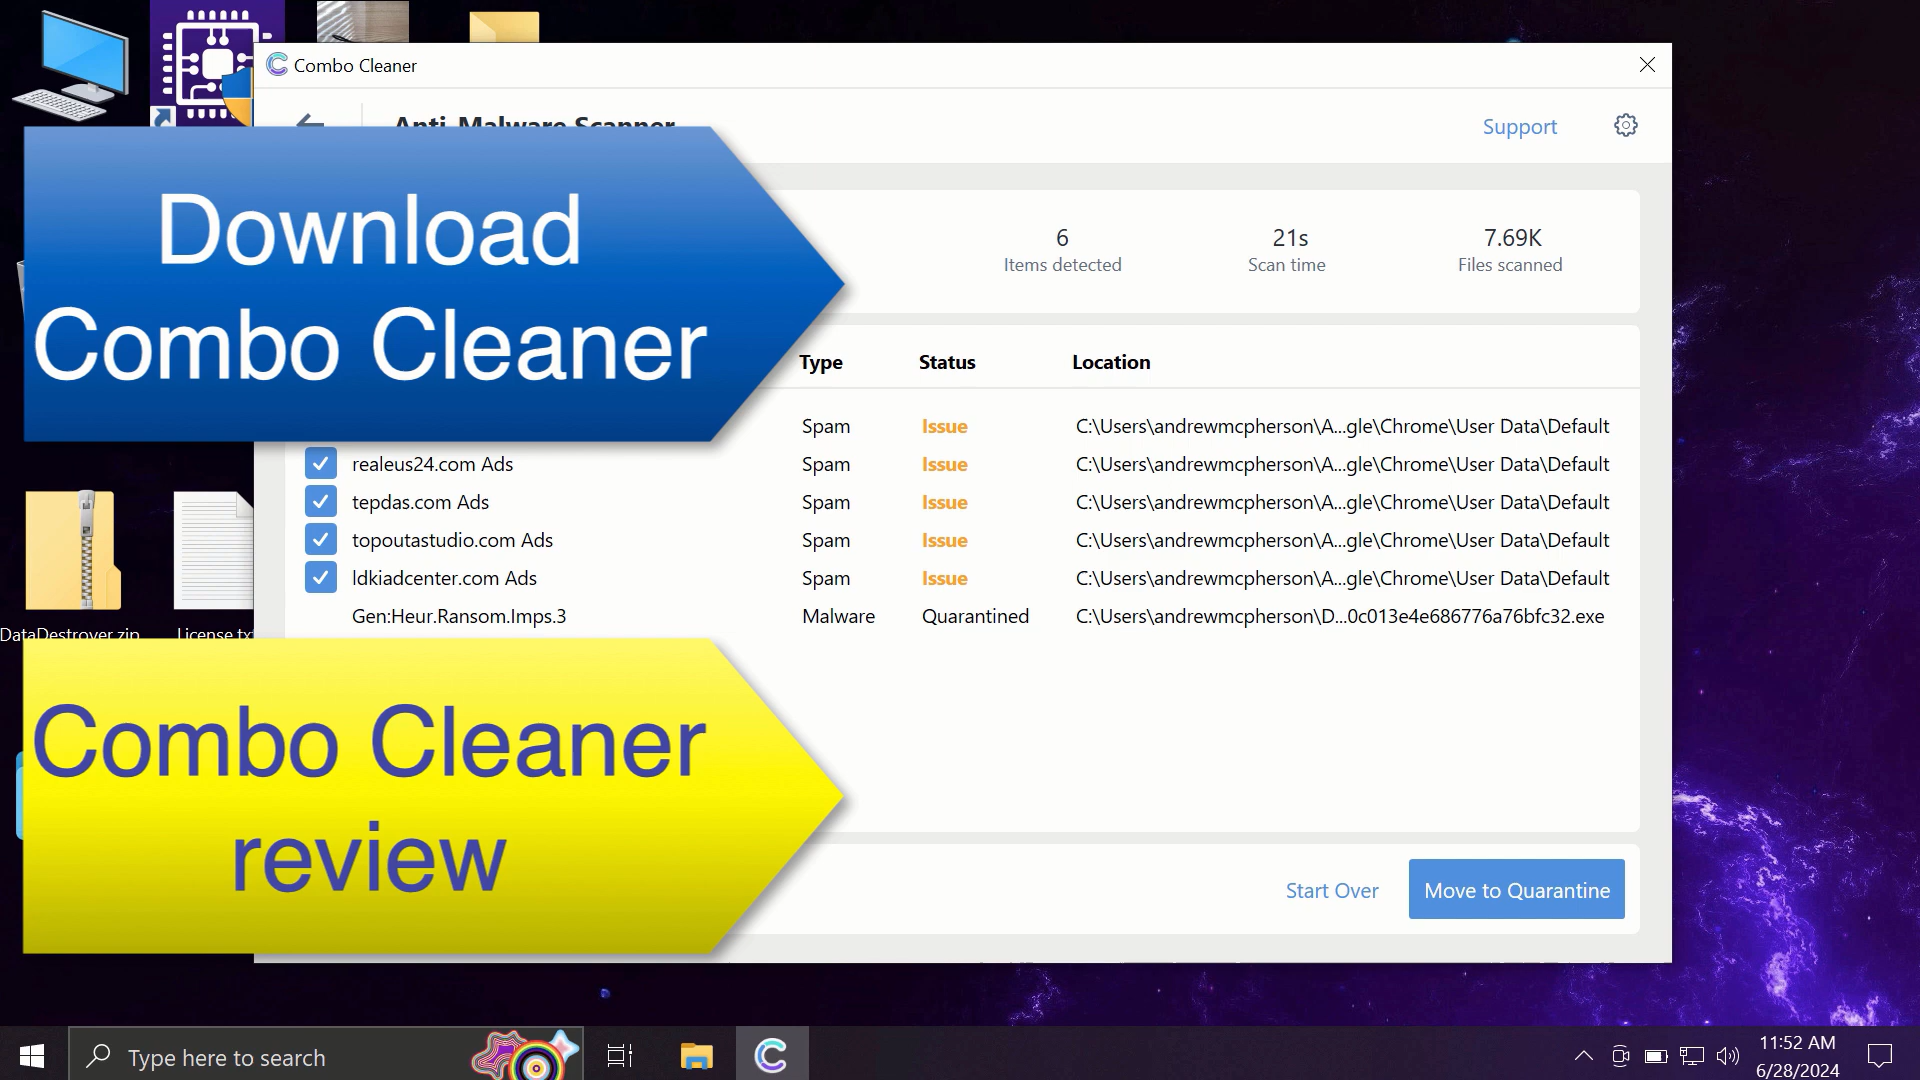 Combo Cleaner
Anti-Malware Scanner
Support
Download
Combo Cleaner
6
21s
7.69K
Items detected
Scan time
Files scanned
Type Status Location
Spam Issue C:\Users\andrewmcpherson\A...gle\Chrome\User Data\Default
realeus24.com Ads Spam Issue C:\Users\andrewmcpherson\A...gle\Chrome\User Data\Default
tepdas.com Ads Spam Issue C:\Users\andrewmcpherson\A...gle\Chrome\User Data\Default
topoutastudio.com Ads Spam Issue C:\Users\andrewmcpherson\A...gle\Chrome\User Data\Default
ldkiadcenter.com Ads Spam Issue C:\Users\andrewmcpherson\A...gle\Chrome\User Data\Default
Gen:Heur.Ransom.Imps.3 Malware Quarantined C:\Users\andrewmcpherson\D...0c013e4e686776a76bfc32.exe
DataDestroyer.zip
License.txt
Combo Cleaner
review
Start Over
Move to Quarantine
Type here to search
11:52 AM
6/28/2024